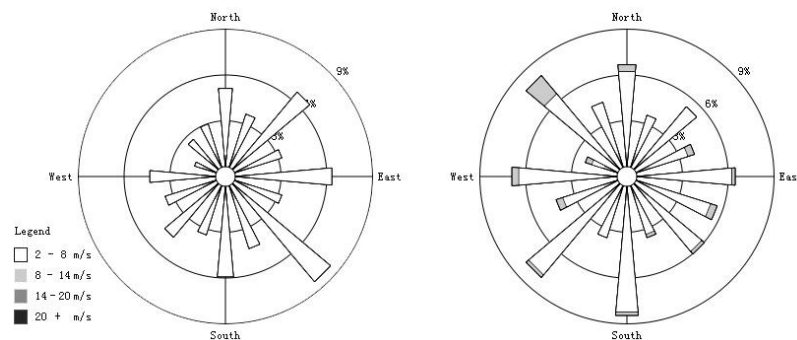 North
9%
3%
West
East
South
Legend
2 - 8 m/s
8 - 14 m/s
14-20 m/s
20 + m/s
North
9%
6%
West
Eas
South